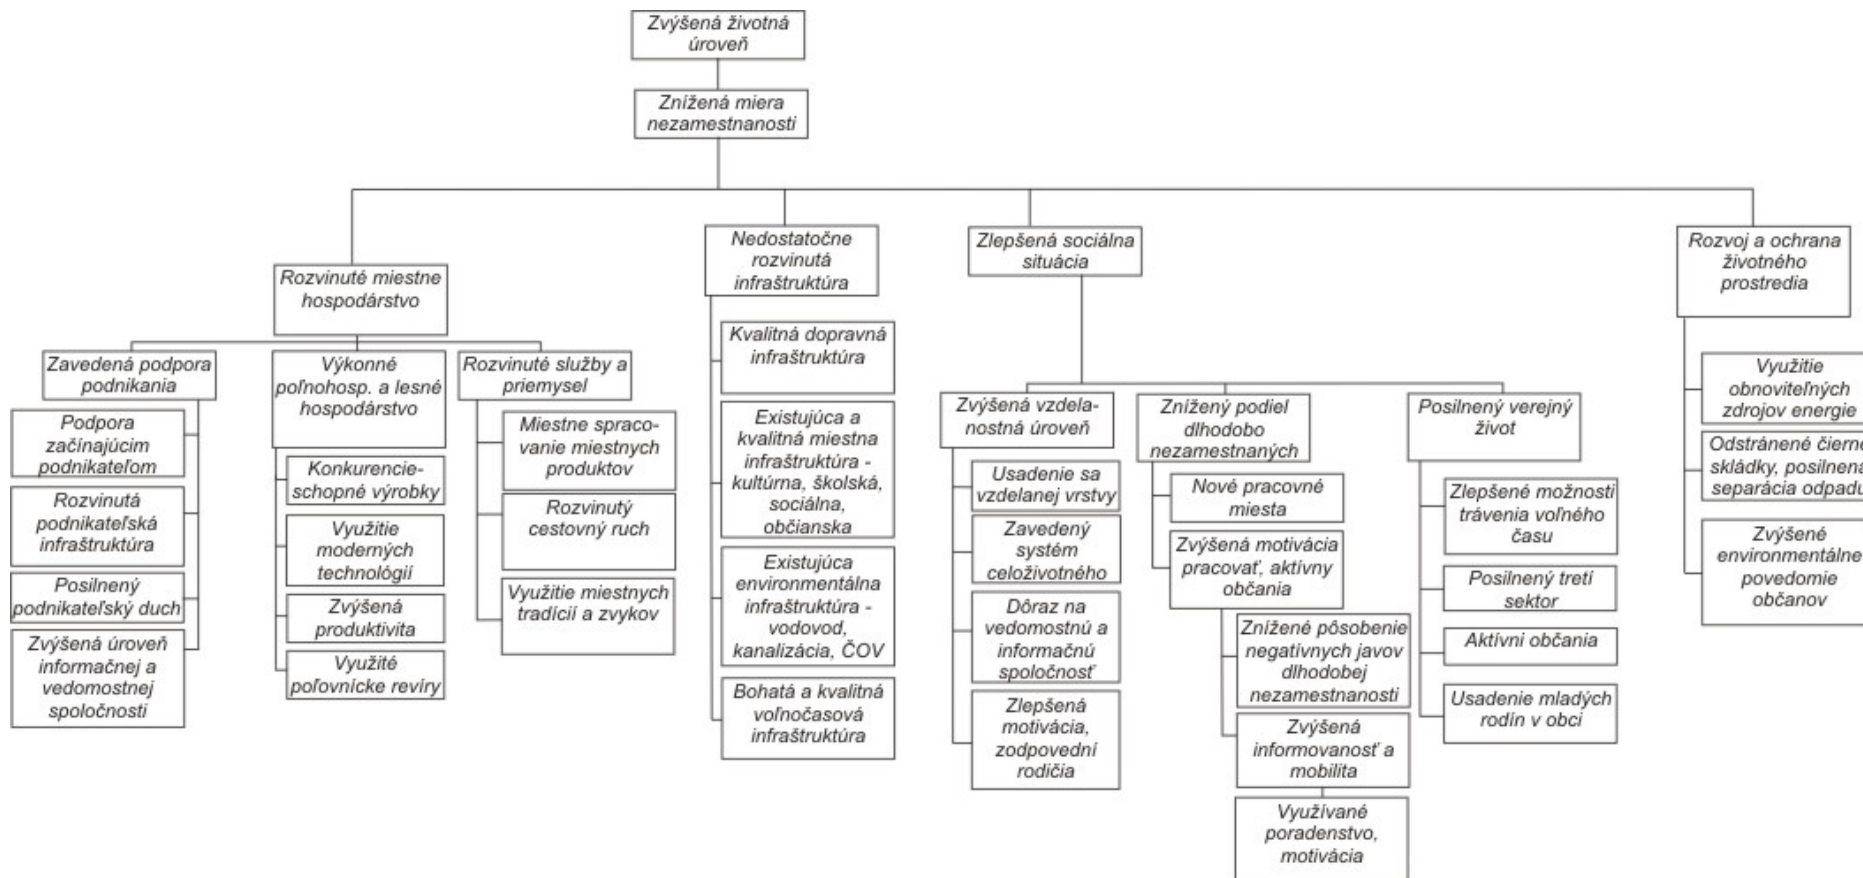 Zvýšená životná
úroveň
Znížená miera
nezamestnanosti
Rozvinuté miestne
hospodárstvo
Zavedená podpora
podnikania
Podpora
začínajúcim
podnikateľom
Rozvinutá
podnikateľská
infraštruktúra
Posilnený
podnikateľský duch
Zvýšená úroveň
informačnej a
vedomostnej
spoločnosti
Výkonné
poľnohosp. a lesné
hospodárstvo
Konkurencie-
schopné výrobky
Využitie
moderných
technológií
Zvýšená
produktivita
Využité
poľovnícke revíry
Rozvinuté služby a
priemysel
Miestne spraco-
vanie miestnych
produktov
Rozvinutý
cestovný ruch
Využitie miestnych
tradícií a zvykov
Nedostatočne
rozvinutá
infraštruktúra
Kvalitná dopravná
infraštruktúra
Existujúca a
kvalitná miestna
infraštruktúra -
kultúrna, školská,
sociálna,
občianska
Existujúca
environmentálna
infraštruktúra -
vodovod,
kanalizácia, ČOV
Bohatá a kvalitná
voľnočasová
infraštruktúra
Zlepšená sociálna
situácia
Zvýšená vzdela-
nostná úroveň
Usadenie sa
vzdelanej vrstvy
Zavedený
systém
celoživotného
Dôraz na
vedomostnú a
informačnú
spoločnosť
Zlepšená
motivácia,
zodpovední
rodičia
Znížený podiel
dlhodobo
nezamestnaných
Nové pracovné
miesta
Zvýšená motivácia
pracovať, aktívny
občania
Znížené pôsobenie
negatívnych javov
dlhodobej
nezamestnanosti
Zvýšená
informovanosť a
mobilita
Využívané
poradenstvo,
motivácia
Posilnený verejný
život
Zlepšené možnosti
trávenia voľného
času
Posilnený tretí
sektor
Aktívni občania
Usadenie mladých
rodín v obci
Rozvoj a ochrana
životného
prostredia
Využitie
obnoviteľných
zdrojov energie
Odstránené čierne
skládky, posilnená
separácia odpadu
Zvýšené
environmentálne
povedomie
občanov